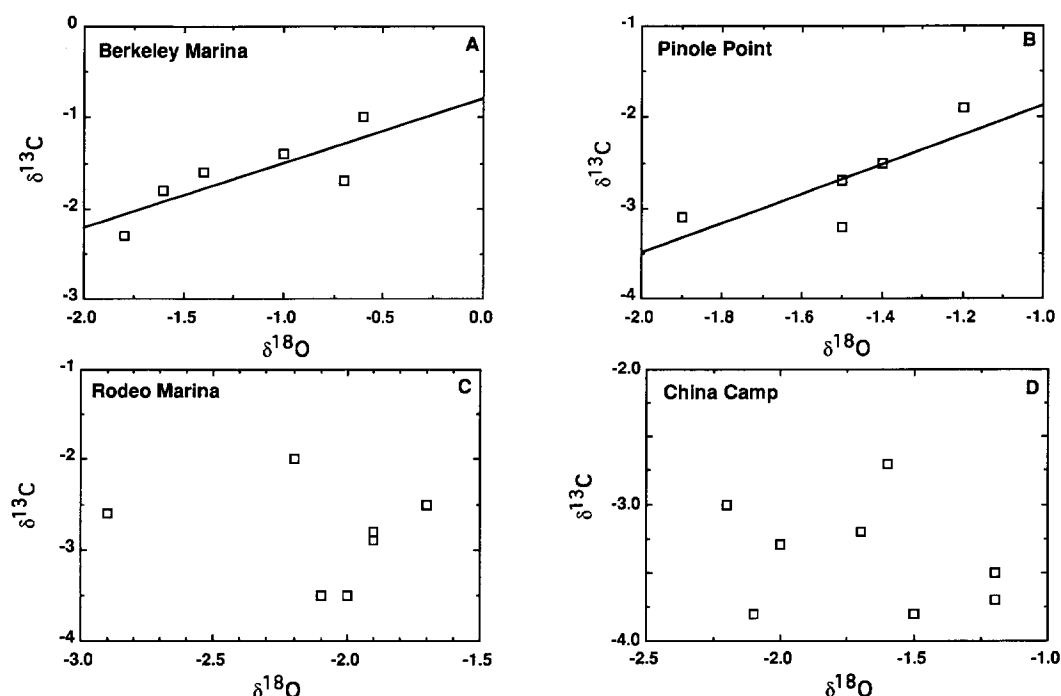 0
-1
-2
-3
δ13C
Berkeley Marina
A
-2.0
-1.5
-1.0
-0.5
0.0
δ18O
-1
-2
-3
-4
δ13C
Pinole Point
B
-2.0
-1.8
-1.6
-1.4
-1.2
-1.0
δ18O
-1
-2
-3
-4
δ13C
Rodeo Marina
C
-3.0
-2.5
-2.0
-1.5
δ18O
-2.0
-3.0
-4.0
δ13C
China Camp
D
-2.5
-2.0
-1.5
-1.0
δ18O